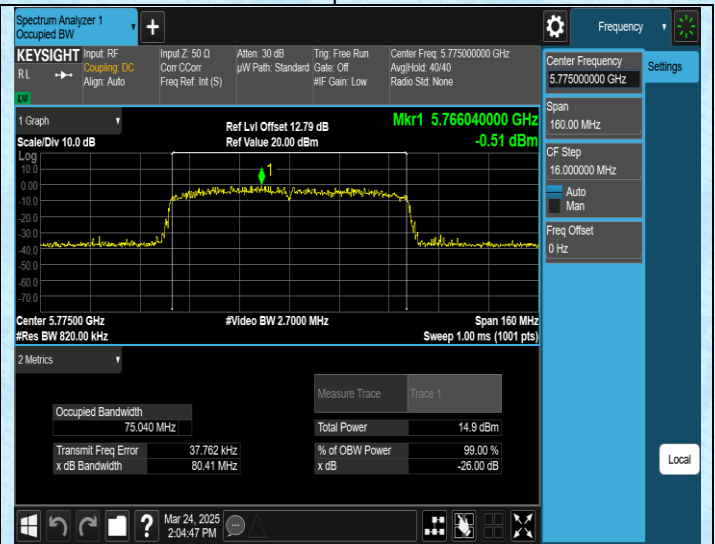 Spectrum Analyzer 1
Occupied BW
+
Frequency
KEYSIGHT
RL
Input: RF
Coupling: DC
Align: Auto
Input Z: 50 Ω
Corr CCorr
Freq Ref: Int (S)
Atten: 30 dB
µW Path: Standard
Trig: Free Run
Gate: Off
#IF Gain: Low
Center Freq: 5.775000000 GHz
Avg|Hold: 40/40
Radio Std: None
LXI
1 Graph
Scale/Div 10.0 dB
Ref Lvl Offset 12.79 dB
Ref Value 20.00 dBm
Mkr1 5.766040000 GHz
-0.51 dBm
Log
10.0
0.00
-10.0
-20.0
-30.0
-40.0
-50.0
-60.0
-70.0
1
Center 5.77500 GHz
#Res BW 820.00 kHz
#Video BW 2.7000 MHz
Span 160 MHz
Sweep 1.00 ms (1001 pts)
2 Metrics
Measure Trace
Trace 1
Occupied Bandwidth
75.040 MHz
Total Power
14.9 dBm
Transmit Freq Error
37.762 kHz
% of OBW Power
99.00 %
x dB Bandwidth
80.41 MHz
x dB
-26.00 dB
Center Frequency
5.775000000 GHz
Settings
Span
160.00 MHz
CF Step
16.000000 MHz
Auto
Man
Freq Offset
0 Hz
Local
?
Mar 24, 2025
2:04:47 PM